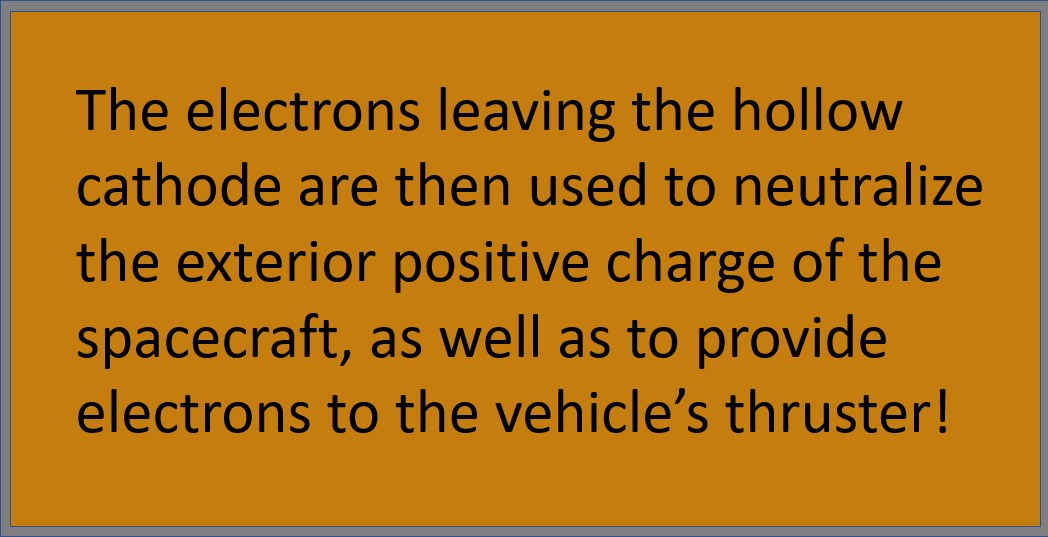 The electrons leaving the hollow
cathode are then used to neutralize
the exterior positive charge of the
spacecraft, as well as to provide
electrons to the vehicle’s thruster!